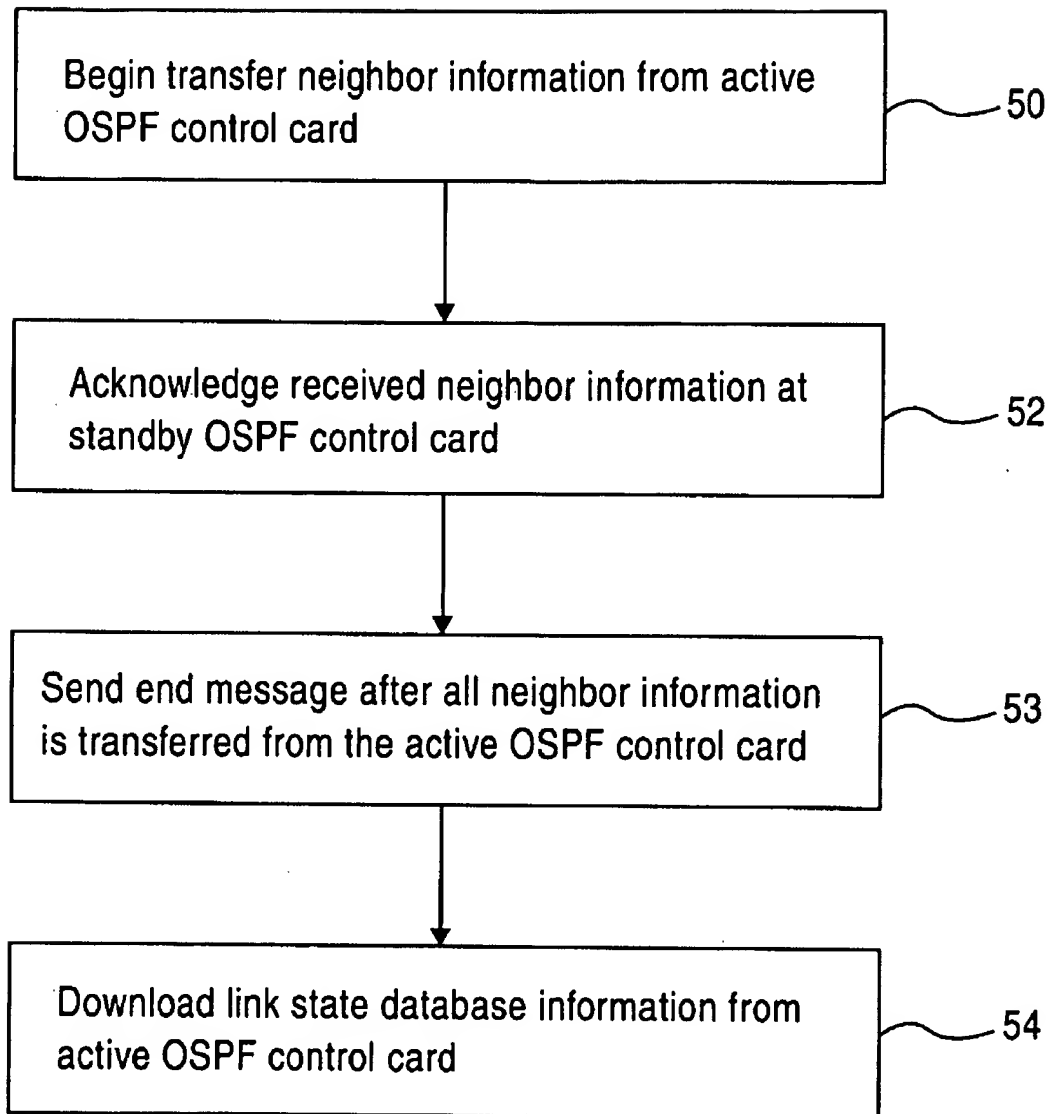 Begin transfer neighbor information from active
OSPF control card
50
Acknowledge received neighbor information at
standby OSPF control card
52
Send end message after all neighbor information
is transferred from the active OSPF control card
53
Download link state database information from
active OSPF control card
54